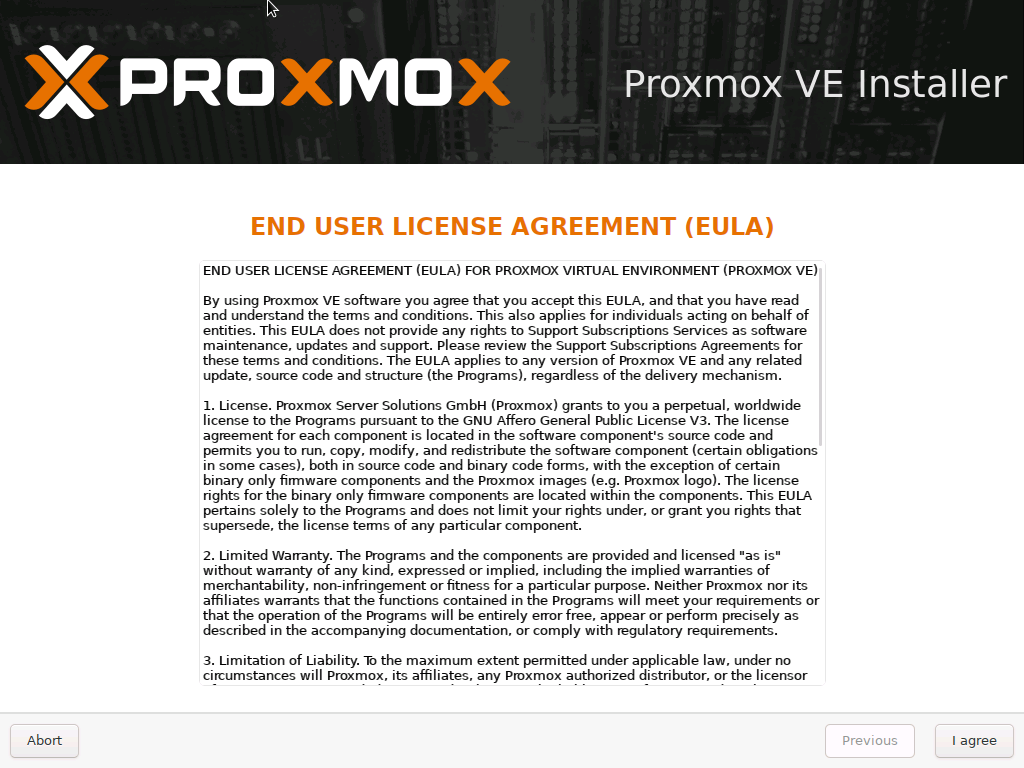 PROXMOX
Proxmox VE Installer
END USER LICENSE AGREEMENT (EULA)
END USER LICENSE AGREEMENT (EULA) FOR PROXMOX VIRTUAL ENVIRONMENT (PROXMOX VE)
By using Proxmox VE software you agree that you accept this EULA, and that you have read
and understand the terms and conditions. This also applies for individuals acting on behalf of
entities. This EULA does not provide any rights to Support Subscriptions Services as software
maintenance, updates and support. Please review the Support Subscriptions Agreements for
these terms and conditions. The EULA applies to any version of Proxmox VE and any related
update, source code and structure (the Programs), regardless of the delivery mechanism.
1. License. Proxmox Server Solutions GmbH (Proxmox) grants to you a perpetual, worldwide
license to the Programs pursuant to the GNU Affero General Public License V3. The license
agreement for each component is located in the software component's source code and
permits you to run, copy, modify, and redistribute the software component (certain obligations
in some cases), both in source code and binary code forms, with the exception of certain
binary only firmware components and the Proxmox images (e.g. Proxmox logo). The license
rights for the binary only firmware components are located within the components. This EULA
pertains solely to the Programs and does not limit your rights under, or grant you rights that
supersede, the license terms of any particular component.
2. Limited Warranty. The Programs and the components are provided and licensed "as is"
without warranty of any kind, expressed or implied, including the implied warranties of
merchantability, non-infringement or fitness for a particular purpose. Neither Proxmox nor its
affiliates warrants that the functions contained in the Programs will meet your requirements or
that the operation of the Programs will be entirely error free, appear or perform precisely as
described in the accompanying documentation, or comply with regulatory requirements.
3. Limitation of Liability. To the maximum extent permitted under applicable law, under no
circumstances will Proxmox, its affiliates, any Proxmox authorized distributor, or the licensor
Abort
Previous
I agree